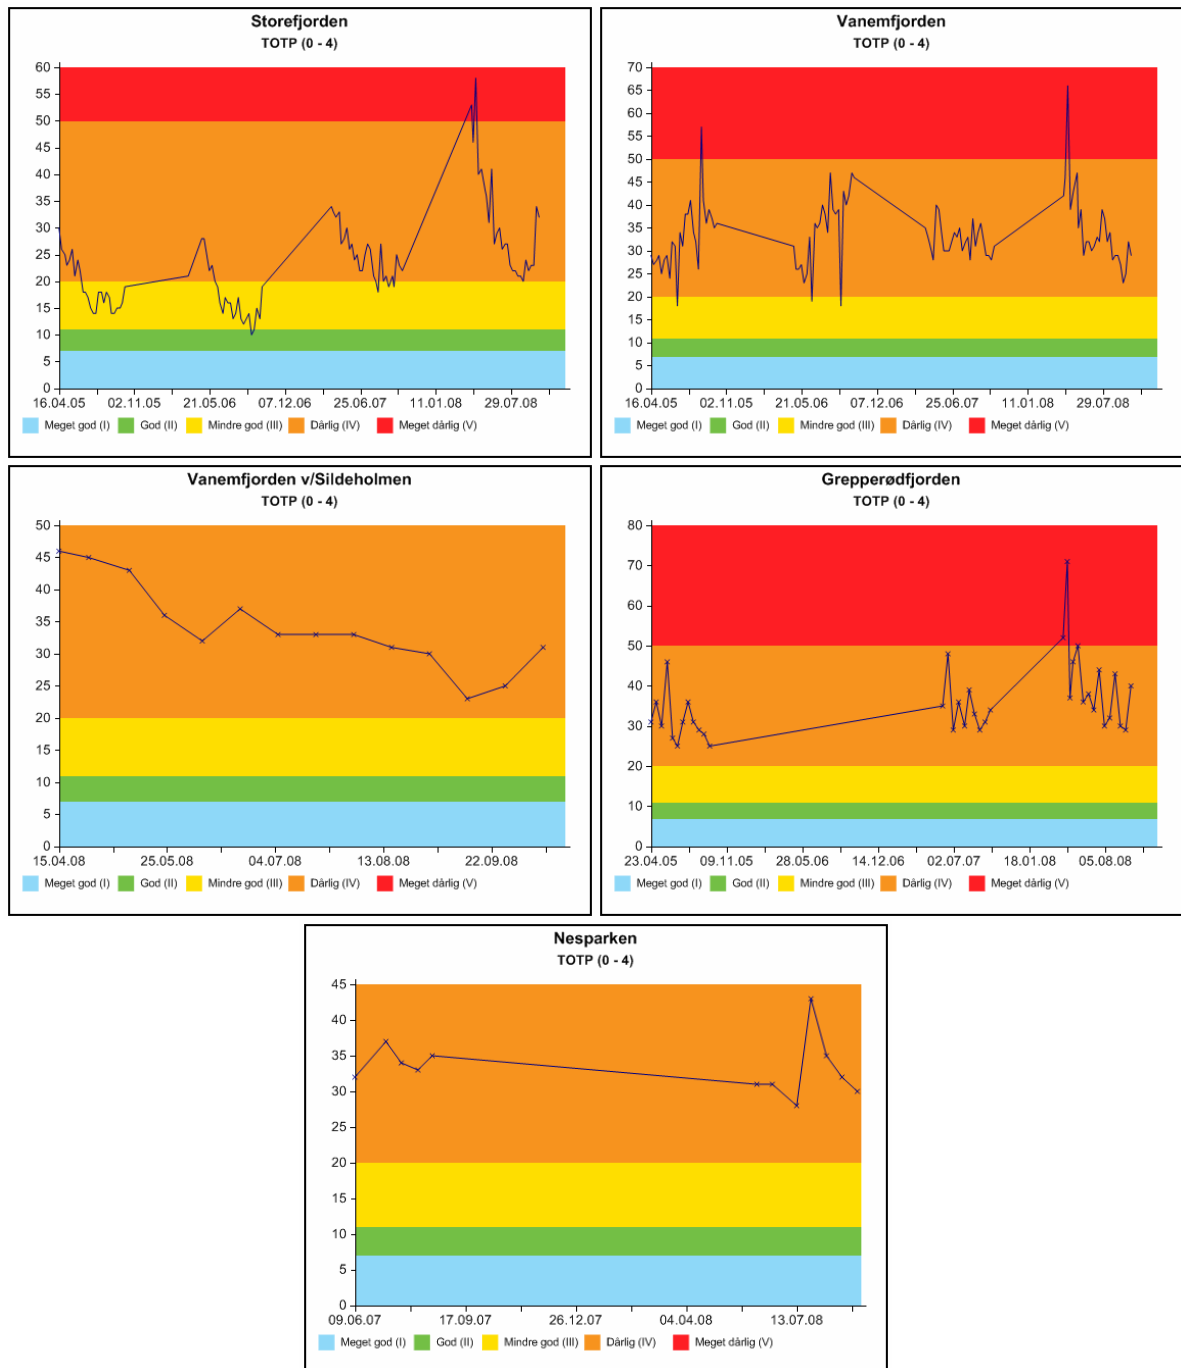 Storefjorden
TOTP (0 - 4)
60
55
50
45
40
35
30
25
20
15
10
5
0
16.04.05 02.11.05 21.05.06 07.12.06 25.06.07 11.01.08 29.07.08
Meget god (I) God (II) Mindre god (III) Dårlig (IV) Meget dårlig (V)
Vanemfjorden
TOTP (0 - 4)
70
65
60
55
50
45
40
35
30
25
20
15
10
5
0
16.04.05 02.11.05 21.05.06 07.12.06 25.06.07 11.01.08 29.07.08
Meget god (I) God (II) Mindre god (III) Dårlig (IV) Meget dårlig (V)
Vanemfjorden v/Sildeholmen
TOTP (0 - 4)
50
45
40
35
30
25
20
15
10
5
0
15.04.08 25.05.08 04.07.08 13.08.08 22.09.08
Meget god (I) God (II) Mindre god (III) Dårlig (IV) Meget dårlig (V)
Grepperødfjorden
TOTP (0 - 4)
80
70
60
50
40
30
20
10
0
23.04.05 09.11.05 28.05.06 14.12.06 02.07.07 18.01.08 05.08.08
Meget god (I) God (II) Mindre god (III) Dårlig (IV) Meget dårlig (V)
Nesparken
TOTP (0 - 4)
45
40
35
30
25
20
15
10
5
0
09.06.07 17.09.07 26.12.07 04.04.08 13.07.08
Meget god (I) God (II) Mindre god (III) Dårlig (IV) Meget dårlig (V)